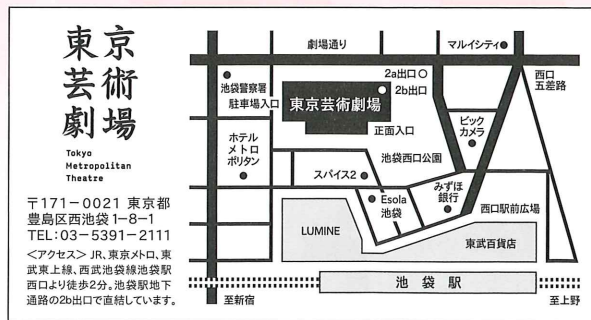 東京
芸術
劇場
Tokyo
Metropolitan
Theatre
〒171-0021 東京都
豊島区西池袋1-8-1
TEL:03-5391-2111
<アクセス> JR、東京メトロ、東
武東上線、西武池袋線池袋駅
西口より徒歩2分。池袋駅地下
通路の2b出口で直結しています。
劇場通り
マルイシティ
2a出口
2b出口
西口
五差路
池袋警察署
駐車場入口
東京芸術劇場
正面入口
ビック
カメラ
ホテル
メトロ
ポリタン
池袋西口公園
スパイス2
Esola
池袋
みずほ
銀行
西口駅前広場
LUMINE
東武百貨店
池袋駅
至新宿
至上野